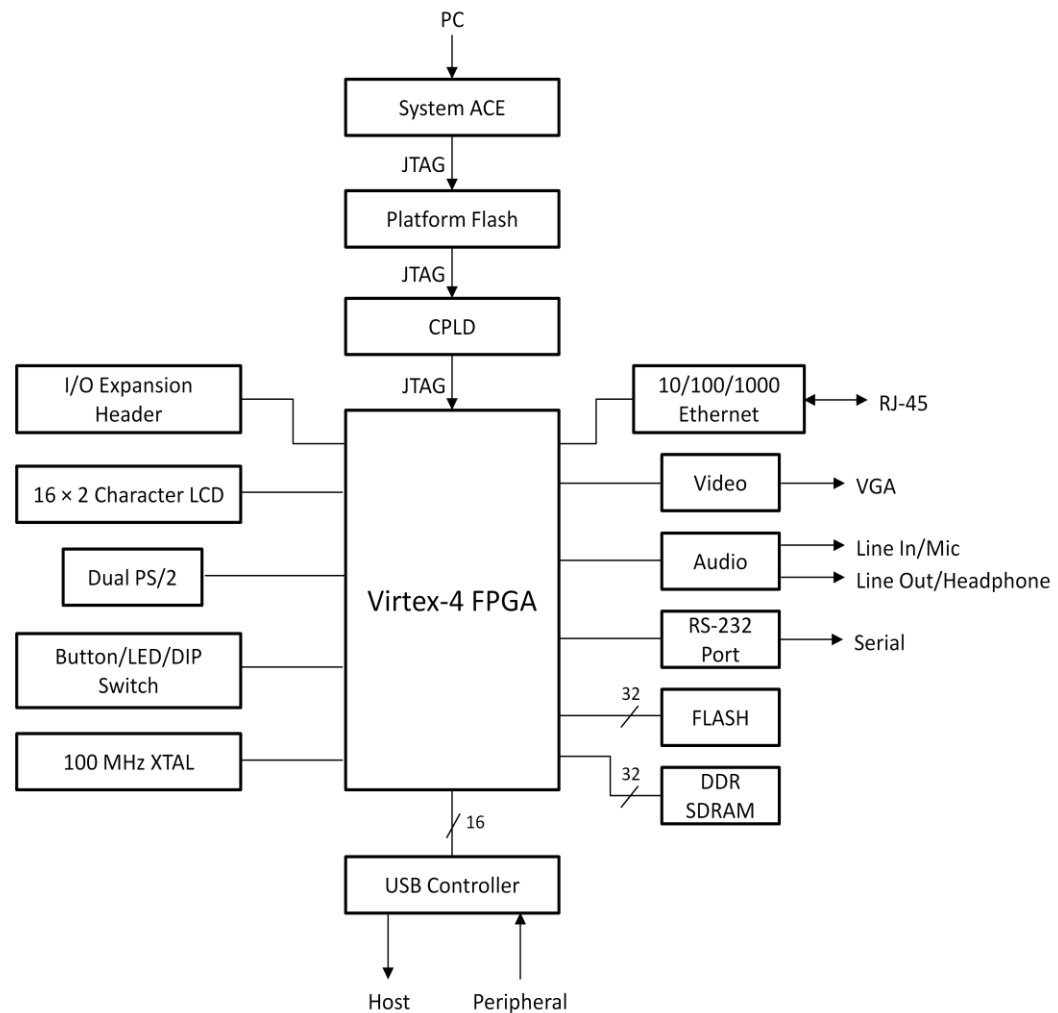 PC
System ACE
JTAG
Platform Flash
JTAG
CPLD
JTAG
I/O Expansion
Header
16 × 2 Character LCD
Dual PS/2
Button/LED/DIP
Switch
100 MHz XTAL
Virtex-4 FPGA
10/100/1000
Ethernet
RJ-45
Video
VGA
Audio
Line In/Mic
Line Out/Headphone
RS-232
Port
Serial
32
FLASH
32
DDR
SDRAM
16
USB Controller
Host
Peripheral